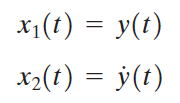 x₁(t) = y(t)
x₂(t) = ẏ(t)